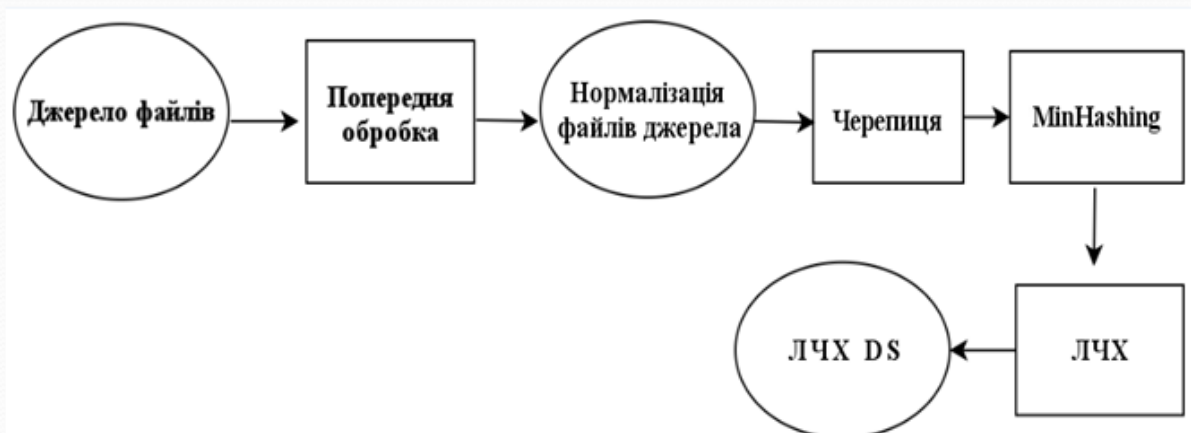 Джерело файлів
Попередня
обробка
Нормалізація
файлів джерела
Черепиця
MinHashing
ЛЧХ DS
ЛЧХ